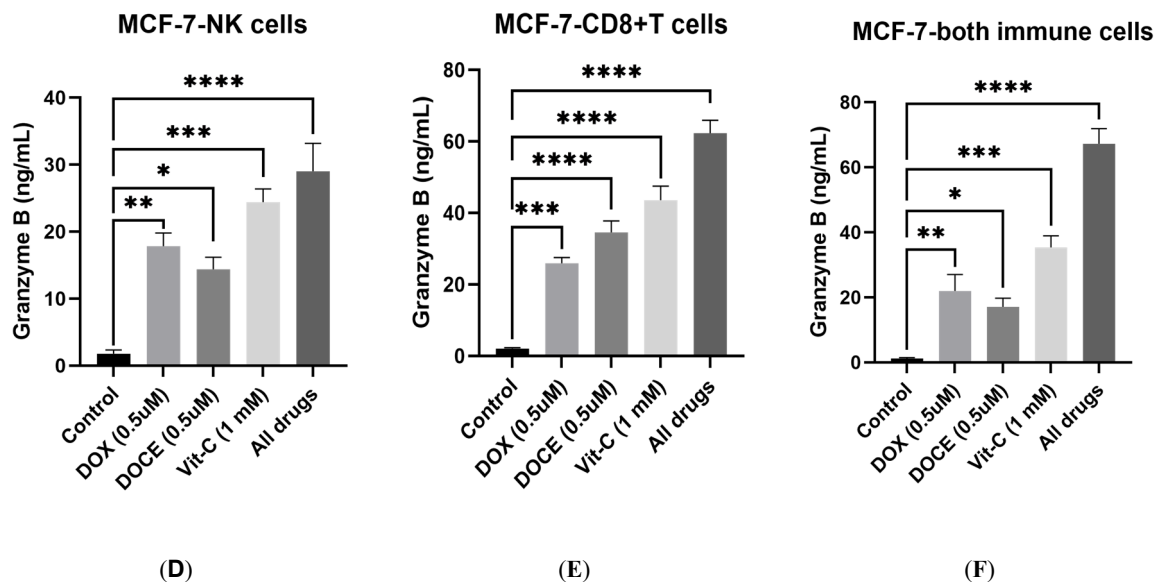 MCF-7-NK cells
Granzyme B (ng/mL)
40
30
20
10
0
****
***
*
**
Control
DOX (0.5uM)
DOCE (0.5uM)
Vit-C (1 mM)
All drugs
(D)
MCF-7-CD8+T cells
Granzyme B (ng/mL)
80
60
40
20
0
****
****
****
***
Control
DOX (0.5uM)
DOCE (0.5uM)
Vit-C (1 mM)
All drugs
(E)
MCF-7-both immune cells
Granzyme B (ng/mL)
80
60
40
20
0
****
***
*
**
Control
DOX (0.5uM)
DOCE (0.5uM)
Vit-C (1 mM)
All drugs
(F)